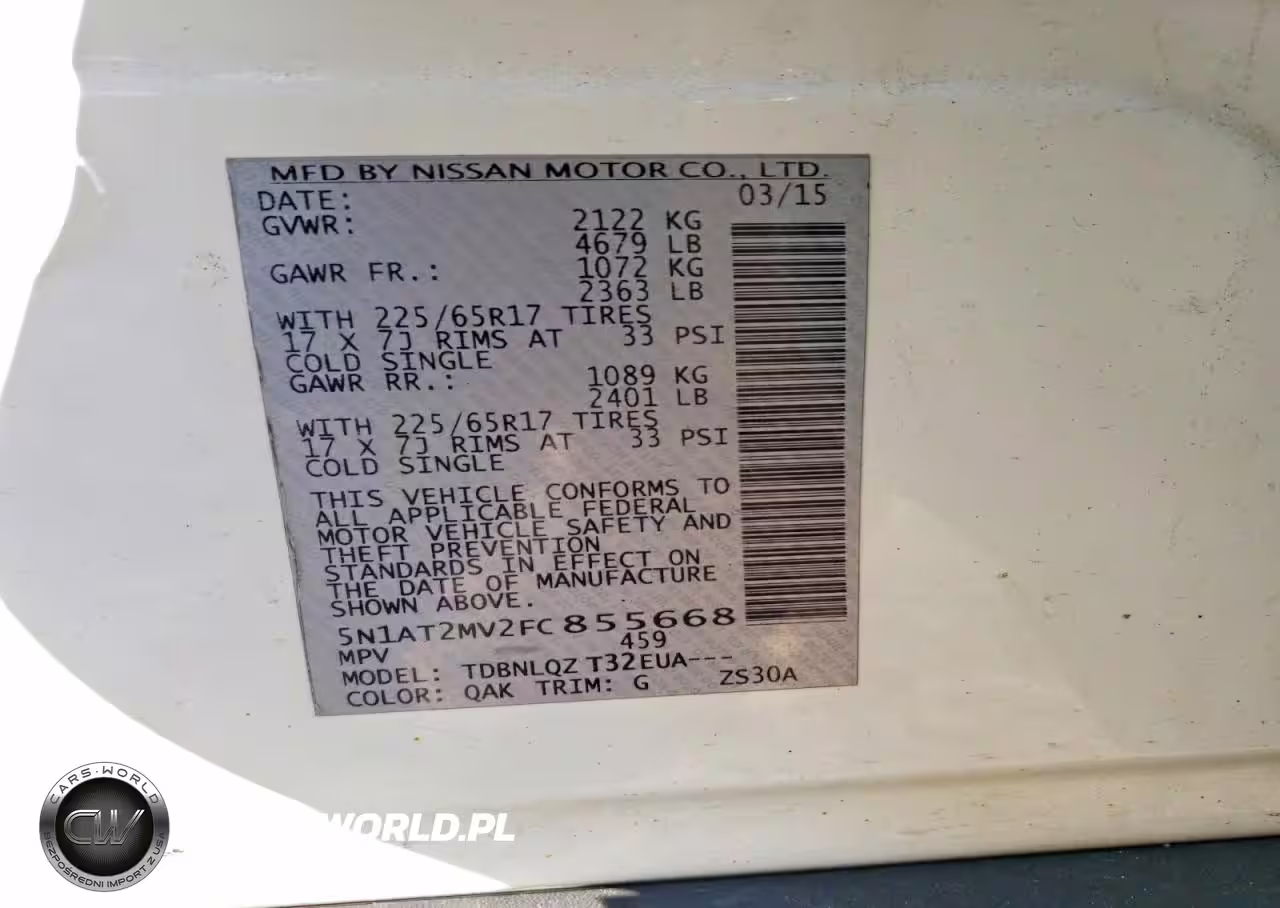 MFD BY NISSAN MOTOR CO., LTD.
DATE: 03/15
GVWR: 2122 KG
4679 LB
GAWR FR.: 1072 KG
2363 LB
WITH 225/65R17 TIRES
17 X 7J RIMS AT 33 PSI
COLD SINGLE
GAWR RR.: 1089 KG
2401 LB
WITH 225/65R17 TIRES
17 X 7J RIMS AT 33 PSI
COLD SINGLE
THIS VEHICLE CONFORMS TO
ALL APPLICABLE FEDERAL
MOTOR VEHICLE SAFETY AND
THEFT PREVENTION
STANDARDS IN EFFECT ON
THE DATE OF MANUFACTURE
SHOWN ABOVE.
5N1AT2MV2FC855668
MPV 459
MODEL: TDBNLQZ T32EUA---
COLOR: QAK TRIM: G ZS30A
CARS-WORLD
CW
BEZPOŚREDNI IMPORT Z USA
WORLD.PL